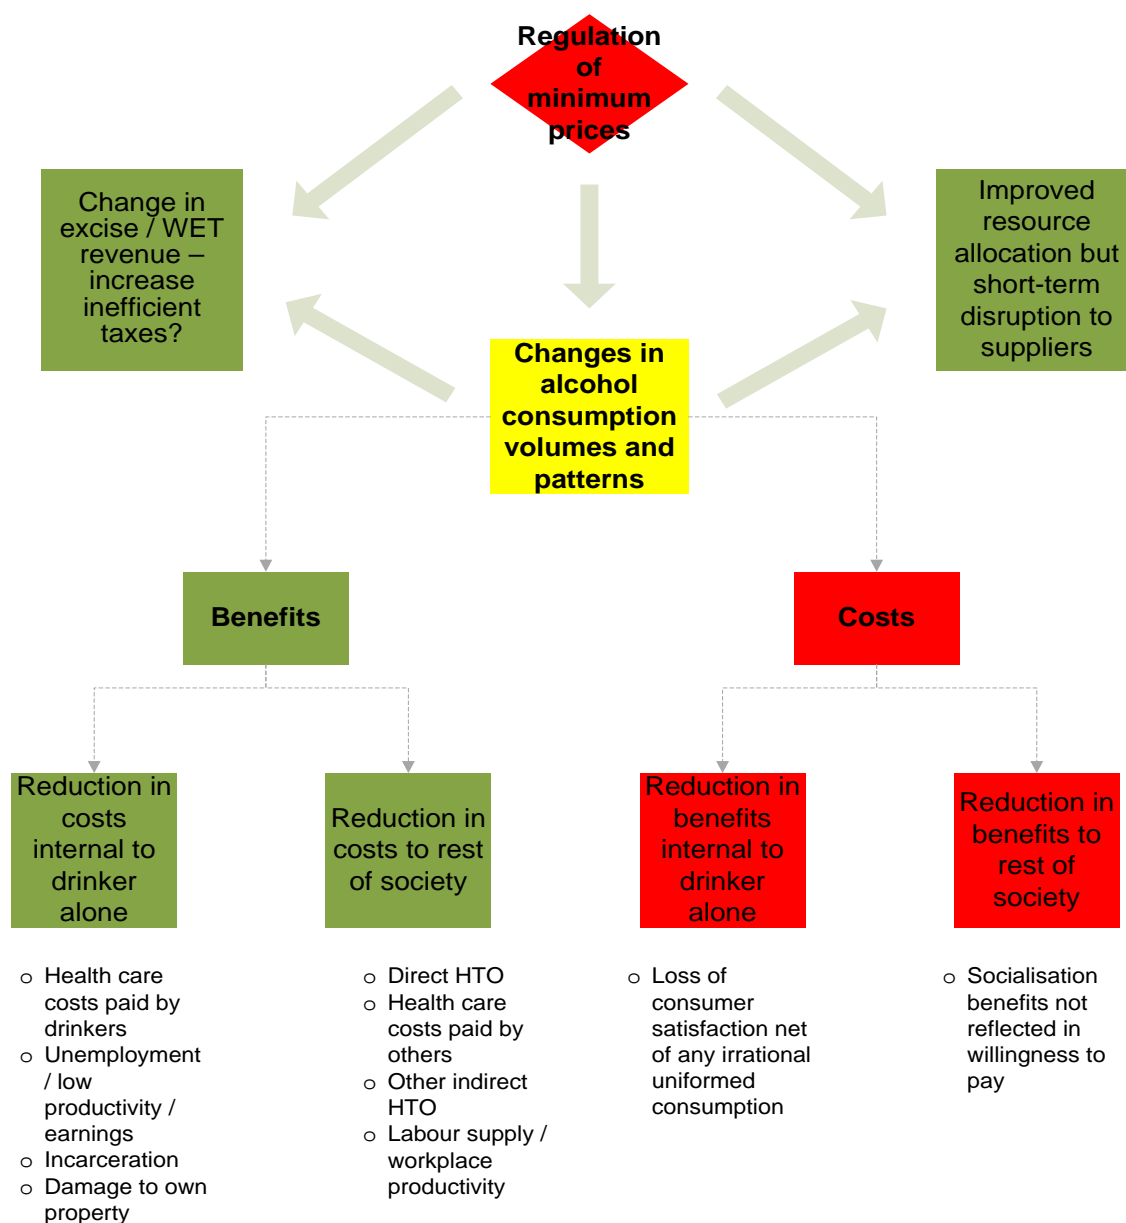 Regulation
of
minimum
prices
Change in
excise / WET
revenue –
increase
inefficient
taxes?
Improved
resource
allocation but
short-term
disruption to
suppliers
Changes in
alcohol
consumption
volumes and
patterns
Benefits
Costs
Reduction in
costs
internal to
drinker
alone
Reduction in
costs to rest
of society
Reduction in
benefits
internal to
drinker
alone
Reduction in
benefits to
rest of
society
o Health care
costs paid by
drinkers
o Unemployment
/ low
productivity /
earnings
o Incarceration
o Damage to own
property
o Direct HTO
o Health care
costs paid by
others
o Other indirect
HTO
o Labour supply /
workplace
productivity
o Loss of
consumer
satisfaction net
of any irrational
uniformed
consumption
o Socialisation
benefits not
reflected in
willingness to
pay